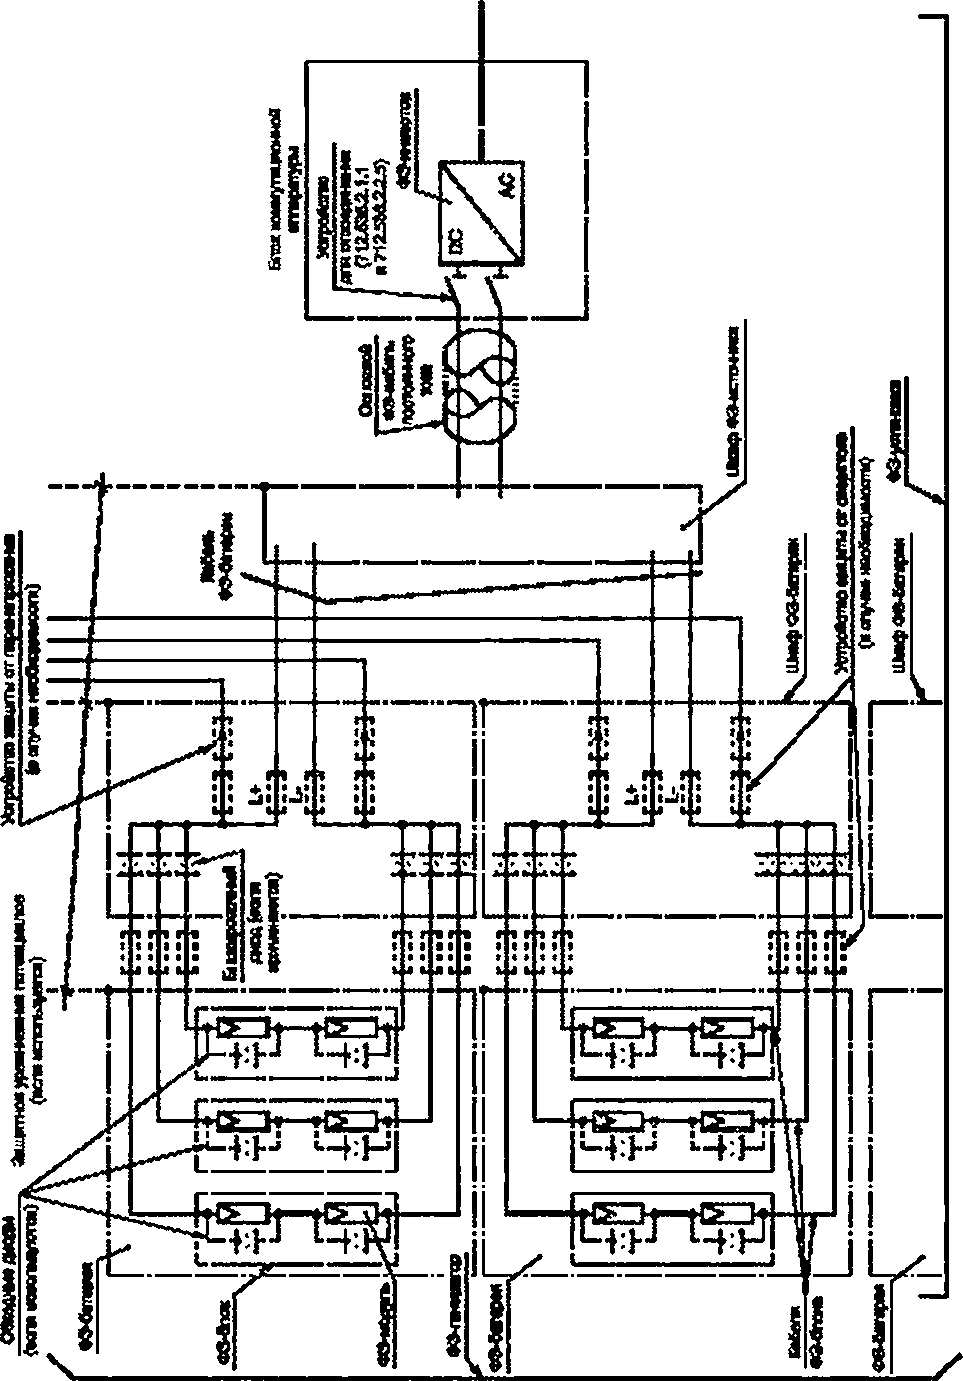 Блок коммутационной
аппаратуры
Устройство
для отсоединения
(712.536.2.1.1
и 712.536.2.2.5)
ФЭ-инвертор
DC
AC
Основной
ФЭ-кабель
постоянного
тока
Шкаф ФЭ-источника
ФЭ-установка
Кабель
ФЭ-батареи
Устройство защиты от перенапряжения
(в случае необходимости)
Шкаф ФЭ-батареи
Устройство защиты от сверхтоков
(в случае необходимости)
Шкаф ФЭ-батареи
L+
L-
L+
L-
Блокировочный
диод (если
применяется)
Защитное уравнивание потенциалов
(если используется)
Обходные диоды
(если используются)
ФЭ-батарея
ФЭ-блок
ФЭ-модуль
ФЭ-генератор
ФЭ-батарея
Кабели
ФЭ-блока
ФЭ-батарея